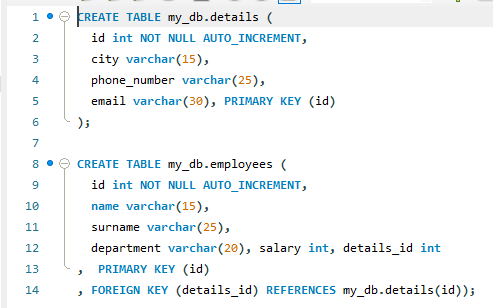 1 CREATE TABLE my_db.details (
2 id int NOT NULL AUTO_INCREMENT,
3 city varchar(15),
4 phone_number varchar(25),
5 email varchar(30), PRIMARY KEY (id)
6 );
7
8 CREATE TABLE my_db.employees (
9 id int NOT NULL AUTO_INCREMENT,
10 name varchar(15),
11 surname varchar(25),
12 department varchar(20), salary int, details_id int
13 , PRIMARY KEY (id)
14 , FOREIGN KEY (details_id) REFERENCES my_db.details(id));